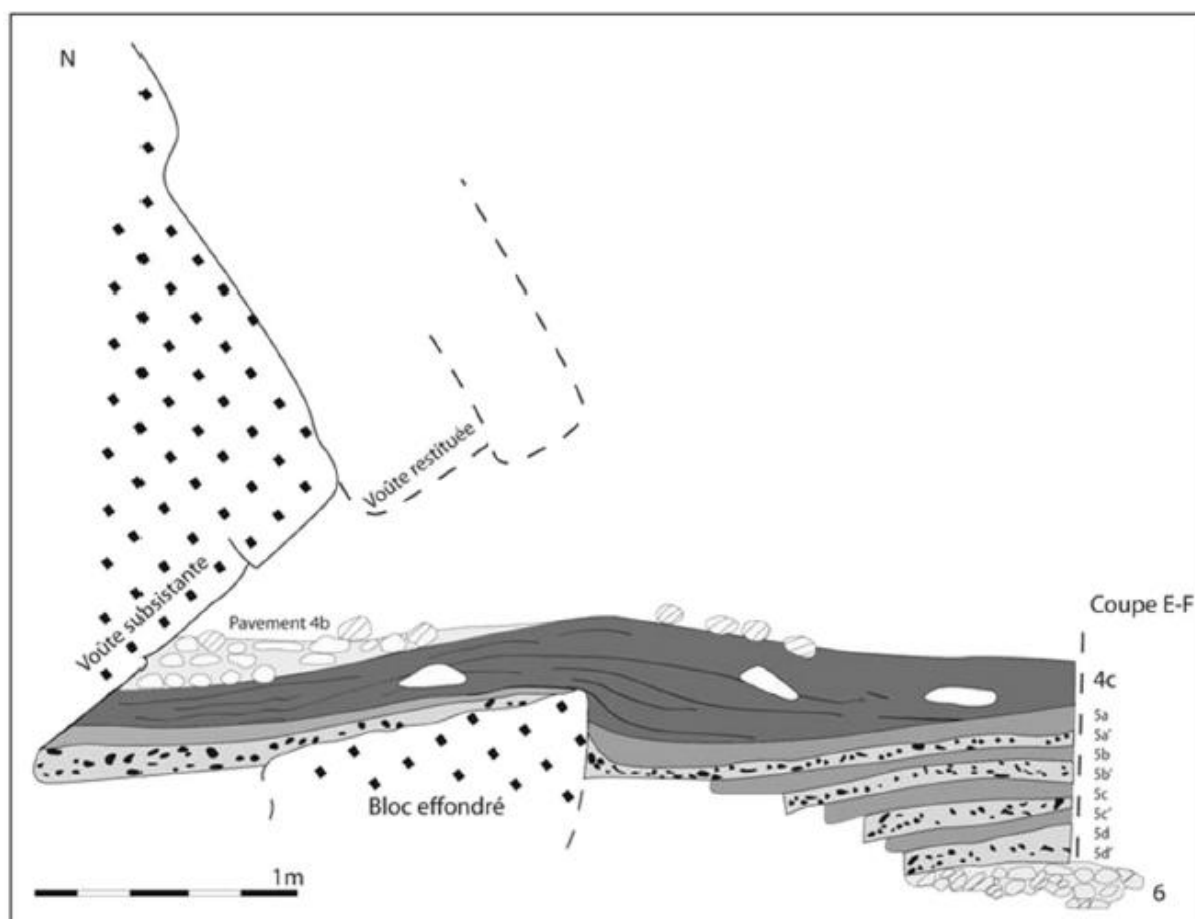 N
Voûte restituée
Voûte subsistante
Pavement 4b
Coupe E-F
4c
5a
5a'
5b
5b'
5c
5c'
5d
5d'
Bloc effondré
1m
6